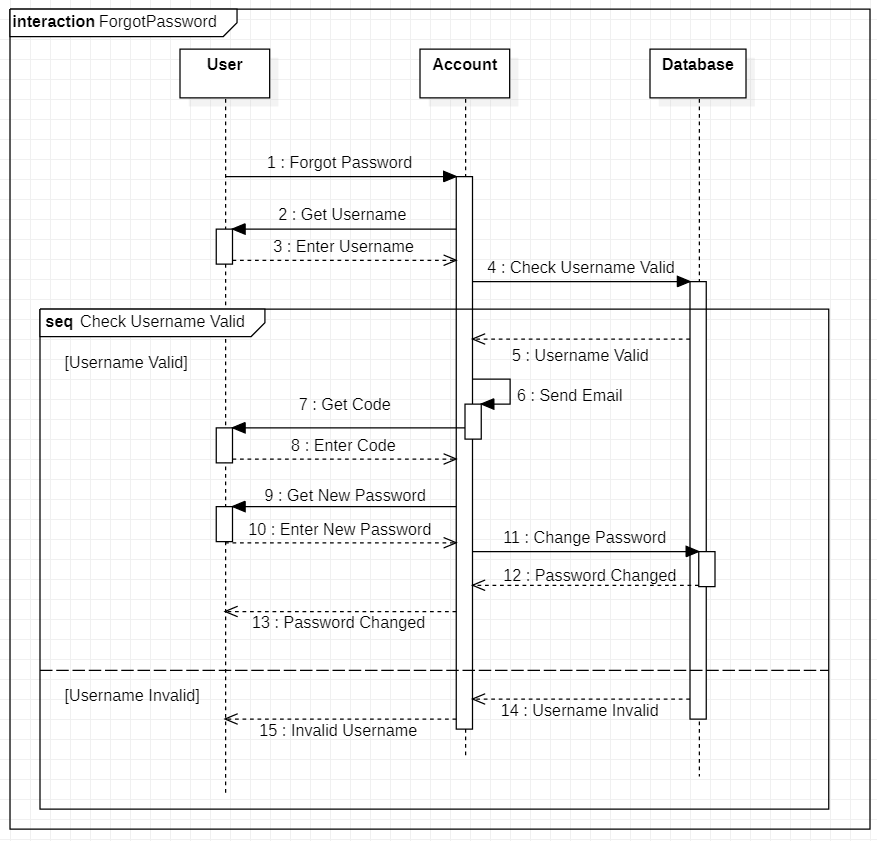 interaction ForgotPassword
User
Account
Database
1 : Forgot Password
2 : Get Username
3 : Enter Username
4 : Check Username Valid
seq Check Username Valid
5 : Username Valid
[Username Valid]
6 : Send Email
7 : Get Code
8 : Enter Code
9 : Get New Password
10 : Enter New Password
11 : Change Password
12 : Password Changed
13 : Password Changed
[Username Invalid]
14 : Username Invalid
15 : Invalid Username